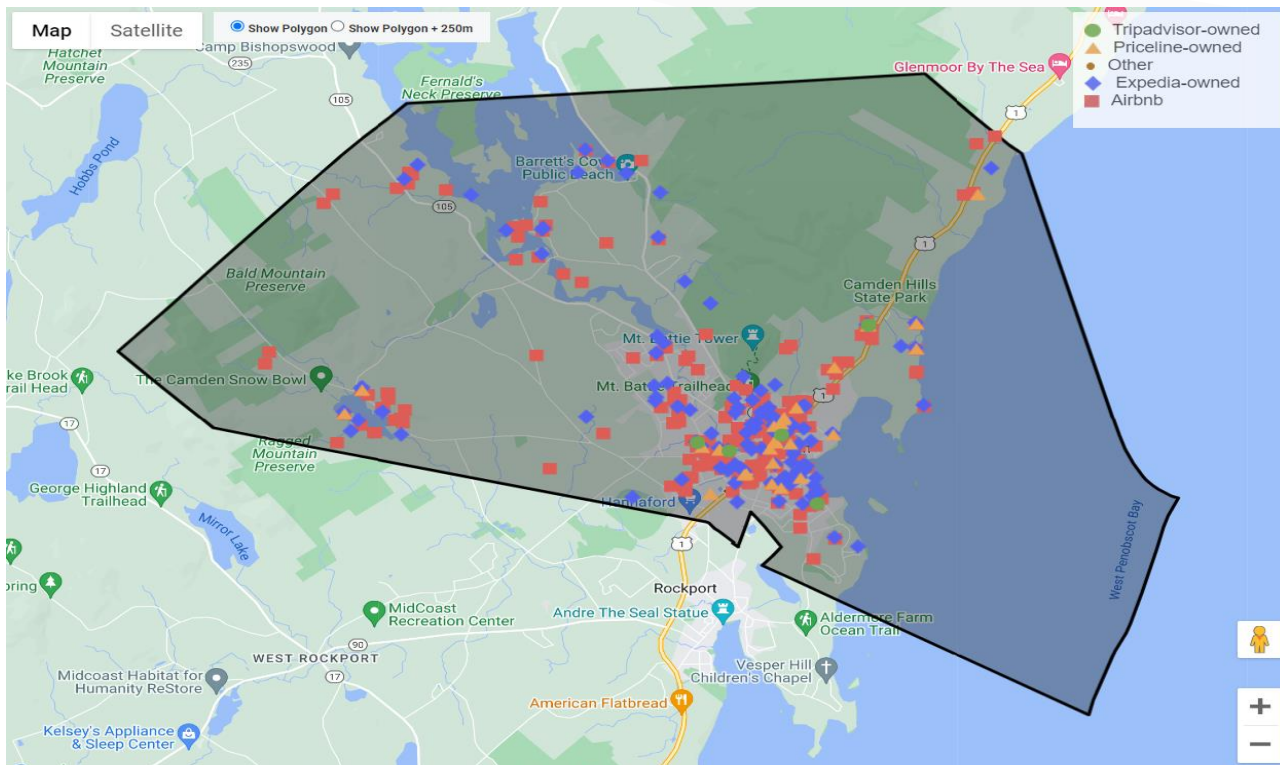 Map
Satellite
Show Polygon
Show Polygon + 250m
Tripadvisor-owned
Priceline-owned
Other
Expedia-owned
Airbnb
Hatchet
Mountain
Preserve
Camp Bishopswood
235
Fernald's
Neck Preserve
105
Glenmoor By The Sea
1
Hobbs Pond
Barrett's Cove
Public Beach
105
1
Bald Mountain
Preserve
Camden Hills
State Park
Mt. Battie Tower
Mt. Battie Trailhead
The Camden Snow Bowl
1
17
Ragged
Mountain
Preserve
17
George Highland
Trailhead
Mirror Lake
Hannaford
1
West Penobscot Bay
Rockport
Andre The Seal Statue
MidCoast
Recreation Center
Aldermere Farm
Ocean Trail
90
WEST ROCKPORT
17
Midcoast Habitat for
Humanity ReStore
Vesper Hill
Children's Chapel
American Flatbread
Kelsey's Appliance
& Sleep Center